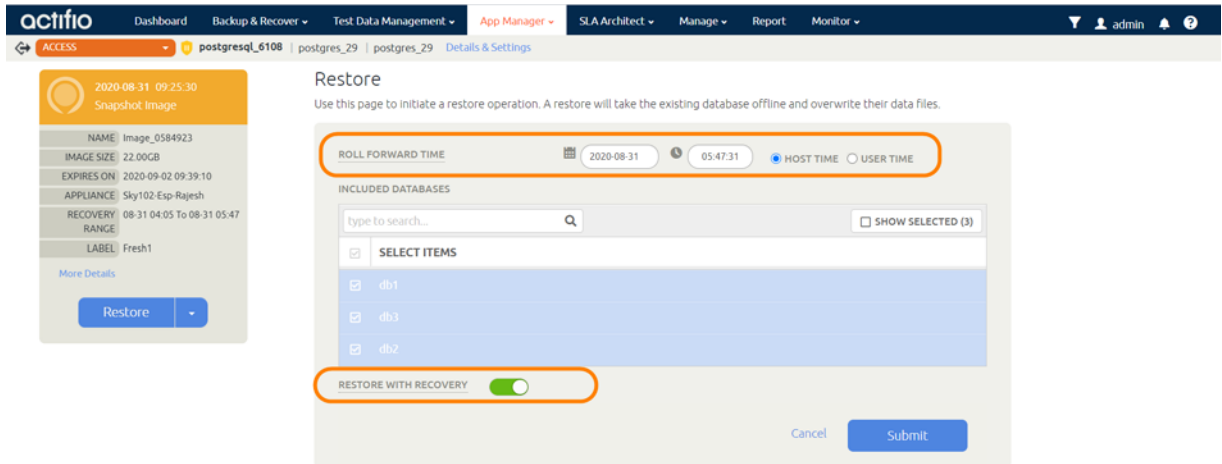 actifio Dashboard Backup & Recover Test Data Management App Manager SLA Architect Manage Report Monitor admin
ACCESS postgresql_6108 | postgres_29 | postgres_29 Details & Settings
2020-08-31 09:25:30
Snapshot Image
NAME Image_0584923
IMAGE SIZE 22.00GB
EXPIRES ON 2020-09-02 09:39:10
APPLIANCE Sky102-Esp-Rajesh
RECOVERY RANGE 08-31 04:05 To 08-31 05:47
LABEL Fresh1
More Details
Restore
Restore
Use this page to initiate a restore operation. A restore will take the existing database offline and overwrite their data files.
ROLL FORWARD TIME 2020-08-31 05:47:31 HOST TIME USER TIME
INCLUDED DATABASES
type to search... SHOW SELECTED (3)
SELECT ITEMS
db1
db3
db2
RESTORE WITH RECOVERY
Cancel Submit